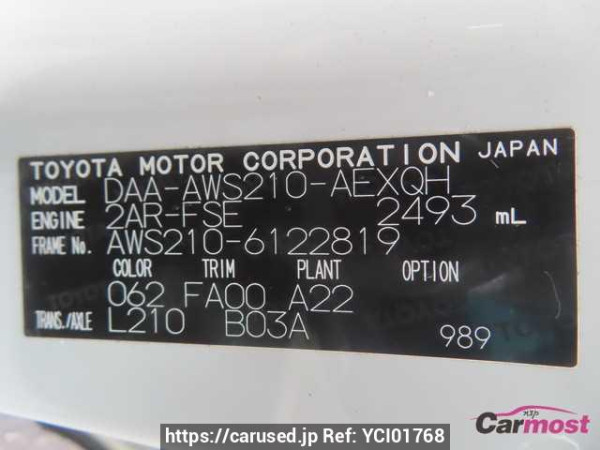 TOYOTA MOTOR CORPORATION JAPAN
MODEL DAA-AWS210-AEXQH
ENGINE 2AR-FSE 2493 mL
FRAME No. AWS210-6122819
COLOR TRIM PLANT OPTION
062 FA00 A22
TRANS./AXLE L210 B03A 989
Carmost
https://carused.jp Ref: YCI01768